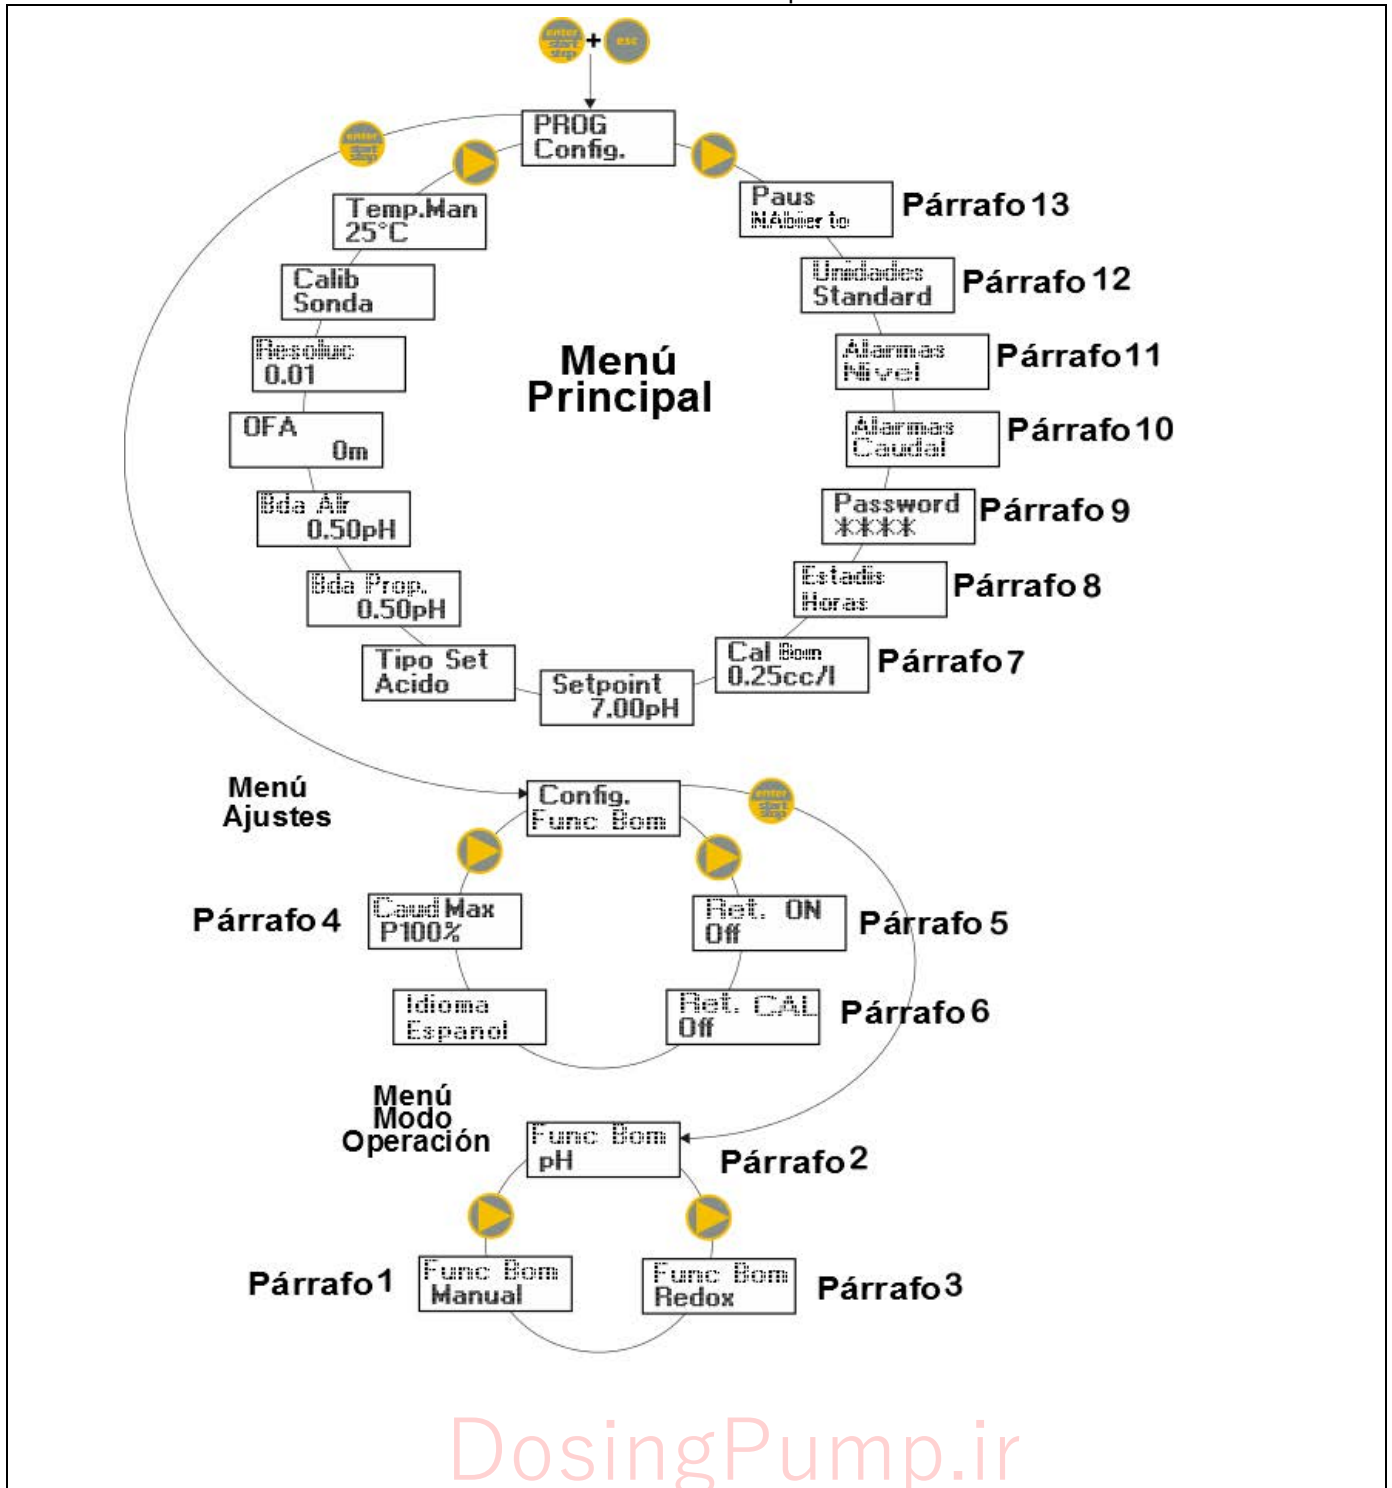 enter
start
stop
+
esc
PROG
Config.
enter
start
stop
Temp.Man
25°C
Calib
Sonda
Resoluc
0.01
OFA
0m
Bda Alr
0.50pH
Bda Prop.
0.50pH
Tipo Set
Acido
Setpoint
7.00pH
Menú
Principal
Paus
N.Abierto
Párrafo 13
Unidades
Standard
Párrafo 12
Alarmas
Nivel
Párrafo 11
Alarmas
Caudal
Párrafo 10
Password
****
Párrafo 9
Estadis
Horas
Párrafo 8
Cal Bom
0.25cc/l
Párrafo 7
Menú
Ajustes
Config.
Func Bom
enter
start
stop
Párrafo 4
Caud Max
P100%
Ret. ON
Off
Párrafo 5
Idioma
Espanol
Ret. CAL
Off
Párrafo 6
Menú
Modo
Operación
Func Bom
pH
Párrafo 2
Párrafo 1
Func Bom
Manual
Func Bom
Redox
Párrafo 3
DosingPump.ir